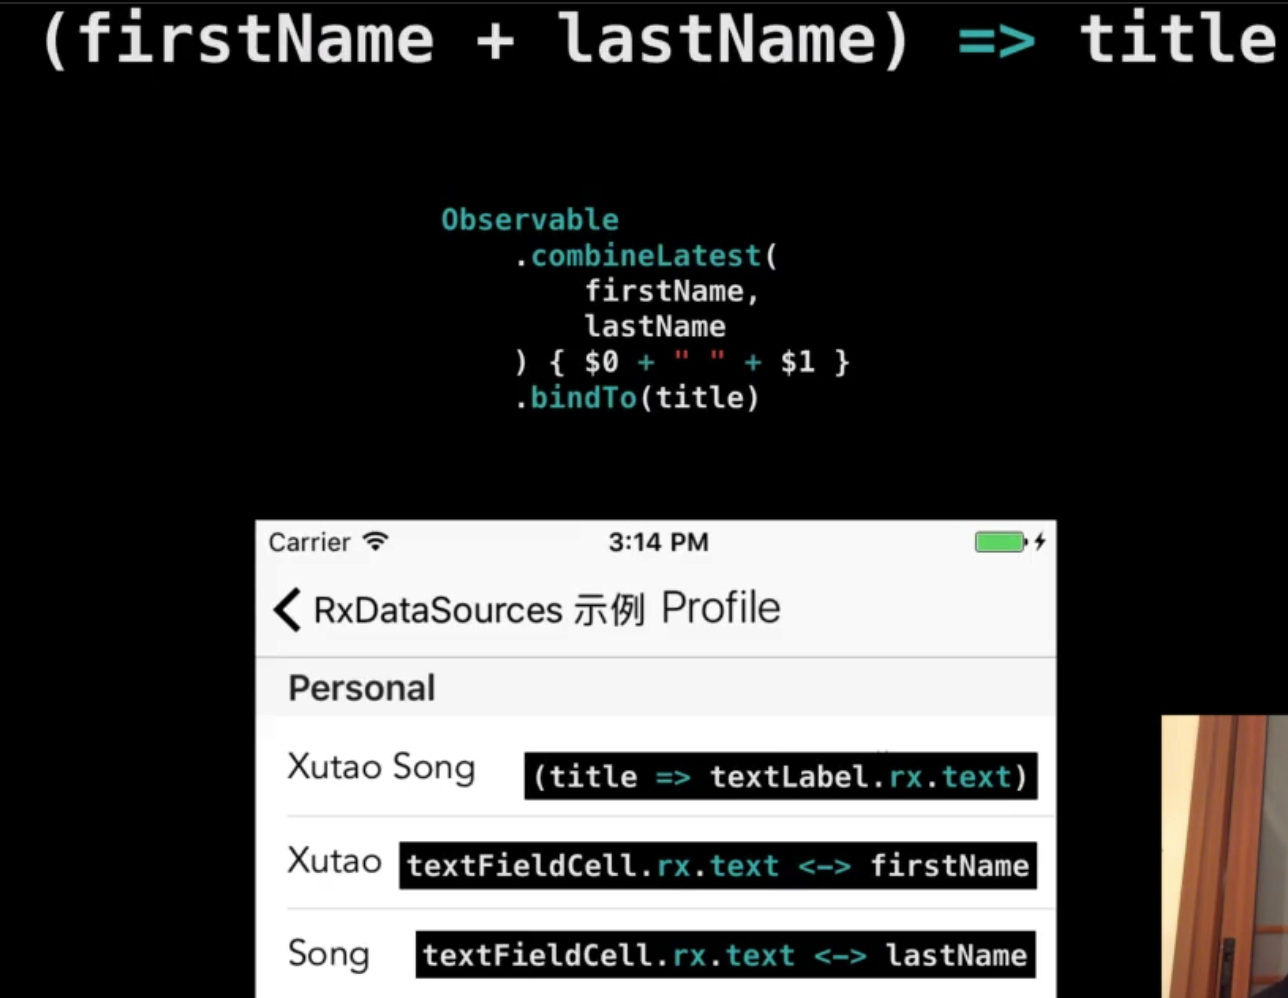 (firstName + lastName) => title
Observable
.combineLatest(
firstName,
lastName
) { $0 + " " + $1 }
.bindTo(title)
Carrier 3:14 PM
RxDataSources 示例 Profile
Personal
Xutao Song (title => textLabel.rx.text)
Xutao textFieldCell.rx.text <-> firstName
Song textFieldCell.rx.text <-> lastName